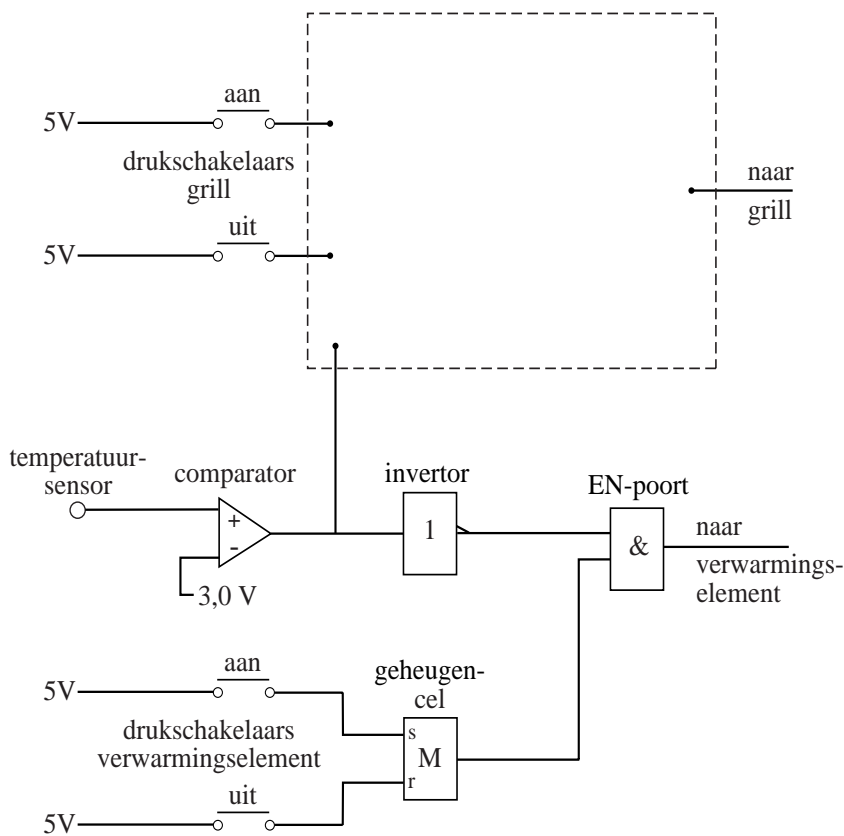 aan
5V
drukschakelaars
grill
naar
grill
uit
5V
temperatuur-
sensor
comparator
invertor
EN-poort
+
-
1
&
naar
verwarmings-
element
3,0 V
aan
5V
geheugen-
cel
s
M
r
drukschakelaars
verwarmingselement
uit
5V